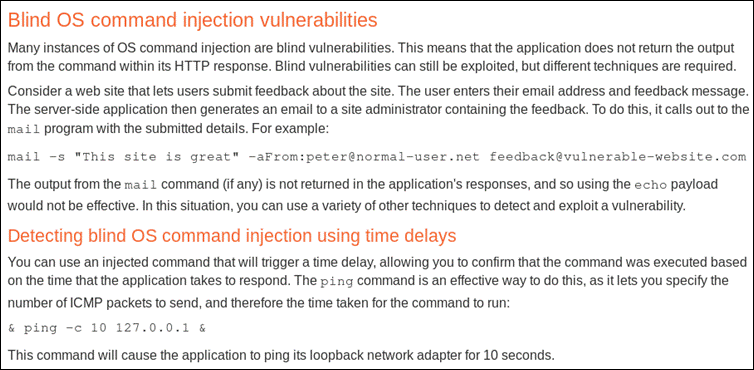 Blind OS command injection vulnerabilities
Many instances of OS command injection are blind vulnerabilities. This means that the application does not return the output
from the command within its HTTP response. Blind vulnerabilities can still be exploited, but different techniques are required.
Consider a web site that lets users submit feedback about the site. The user enters their email address and feedback message.
The server-side application then generates an email to a site administrator containing the feedback. To do this, it calls out to the
mail program with the submitted details. For example:
mail -s "This site is great" -aFrom:peter@normal-user.net feedback@vulnerable-website.com
The output from the mail command (if any) is not returned in the application's responses, and so using the echo payload
would not be effective. In this situation, you can use a variety of other techniques to detect and exploit a vulnerability.
Detecting blind OS command injection using time delays
You can use an injected command that will trigger a time delay, allowing you to confirm that the command was executed based
on the time that the application takes to respond. The ping command is an effective way to do this, as it lets you specify the
number of ICMP packets to send, and therefore the time taken for the command to run:
& ping -c 10 127.0.0.1 &
This command will cause the application to ping its loopback network adapter for 10 seconds.